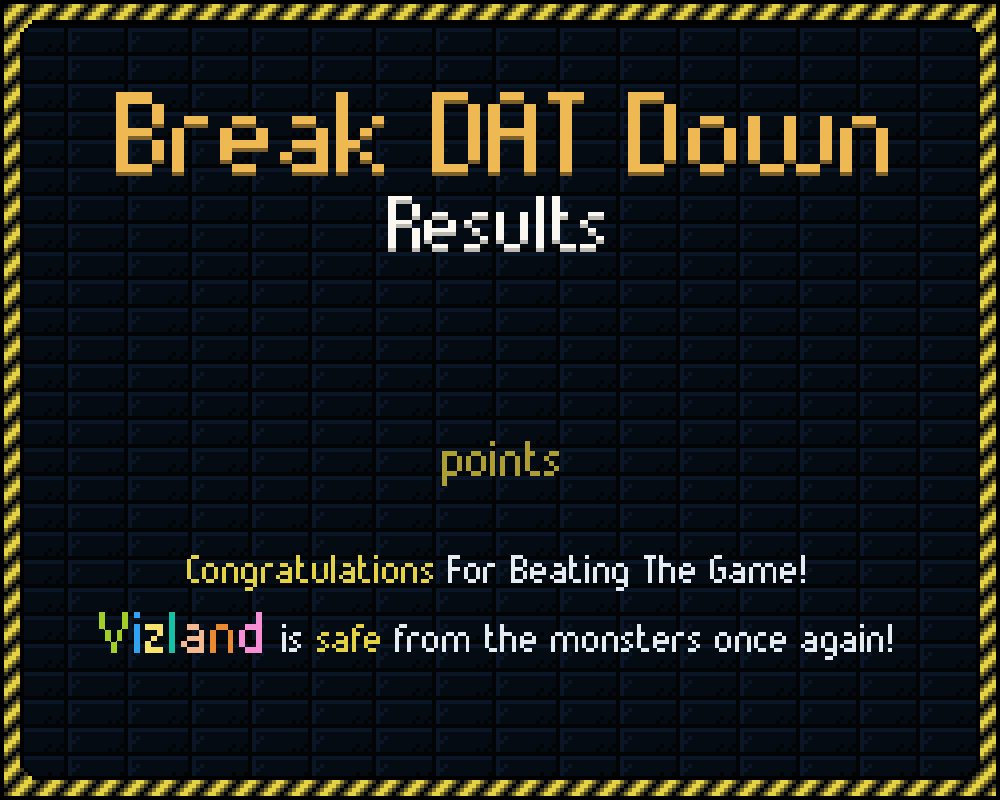 Break DAT Down
Results
points
Congratulations For Beating The Game!
Vizland is safe from the monsters once again!